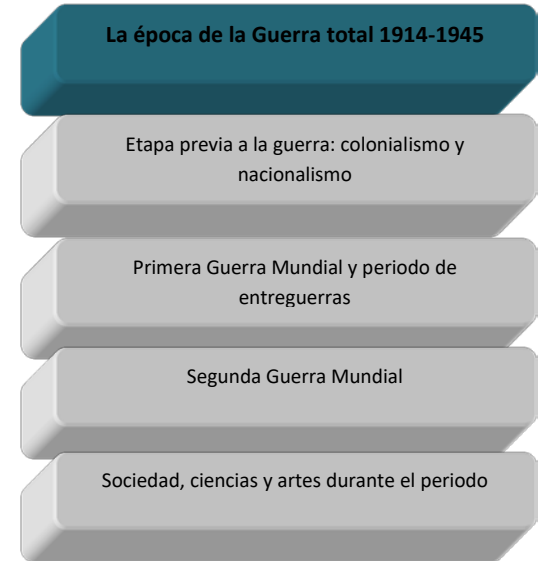 La época de la Guerra total 1914-1945
Etapa previa a la guerra: colonialismo y
nacionalismo
Primera Guerra Mundial y periodo de
entreguerras
Segunda Guerra Mundial
Sociedad, ciencias y artes durante el periodo